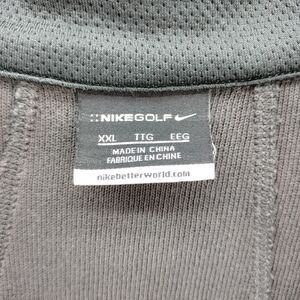 NIKEGOLF
XXL TTG EEG
MADE IN CHINA
FABRIQUE EN CHINE
nikebetterworld.com